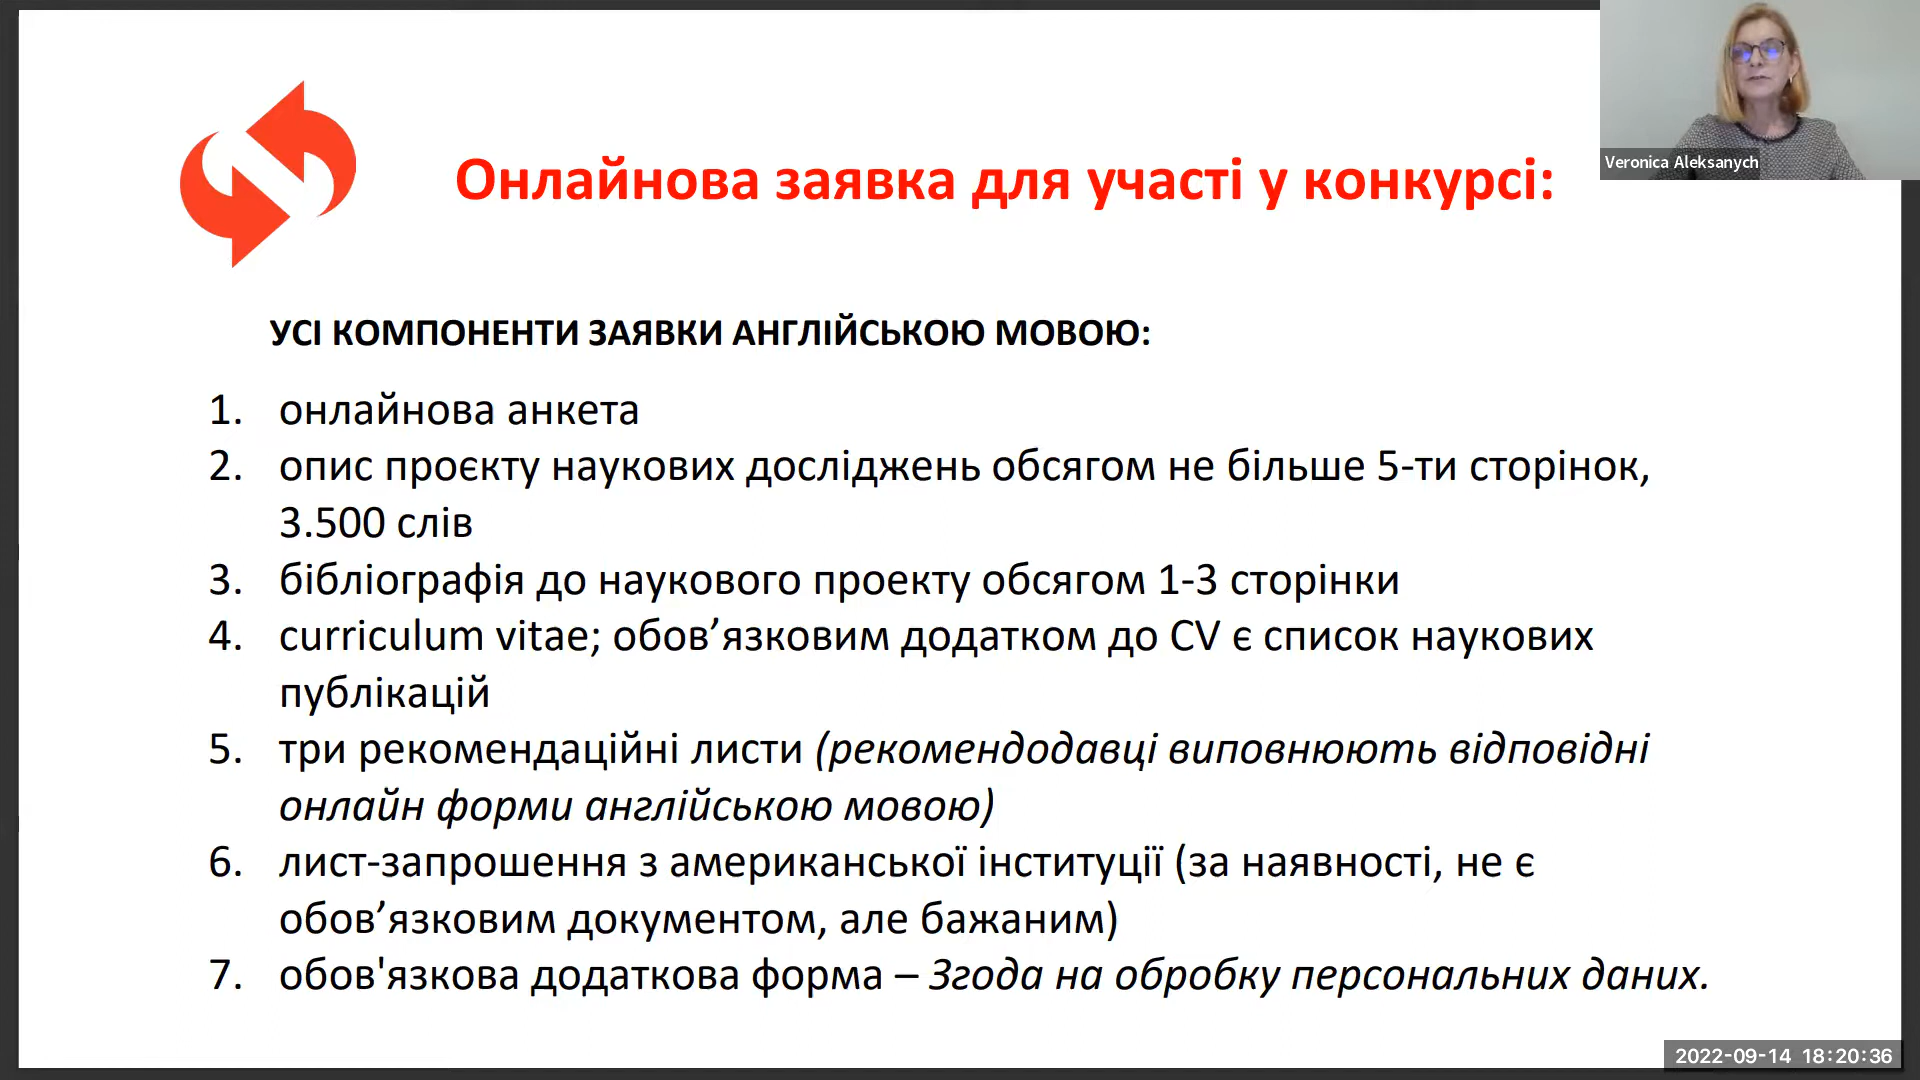 Veronica Aleksanych
Онлайнова заявка для участі у конкурсі:
УСІ КОМПОНЕНТИ ЗАЯВКИ АНГЛІЙСЬКОЮ МОВОЮ:
1. онлайнова анкета
2. опис проєкту наукових досліджень обсягом не більше 5-ти сторінок,
3.500 слів
3. бібліографія до наукового проекту обсягом 1-3 сторінки
4. curriculum vitae; обов’язковим додатком до CV є список наукових
публікацій
5. три рекомендаційні листи (рекомендодавці виповнюють відповідні
онлайн форми англійською мовою)
6. лист-запрошення з американської інституції (за наявності, не є
обов’язковим документом, але бажаним)
7. обов'язкова додаткова форма – Згода на обробку персональних даних.
2022-09-14 18:20:36